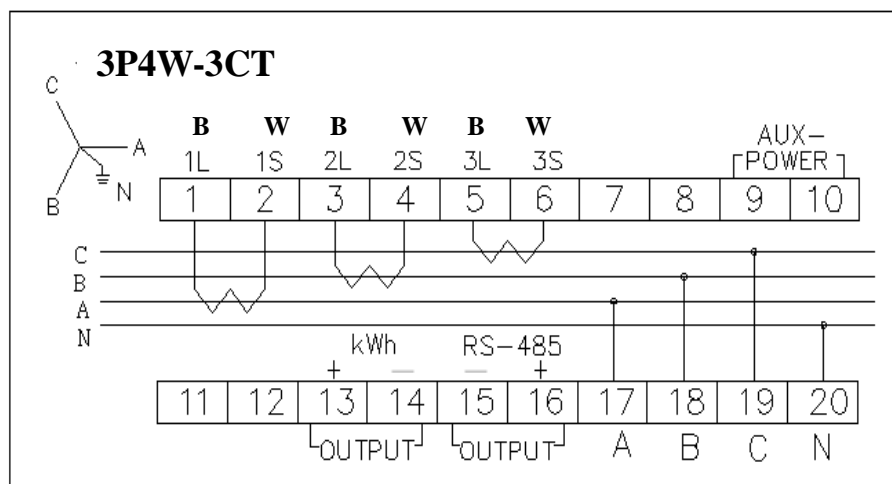 3P4W-3CT
C
A
N
B
B W B W B W
1L 1S 2L 2S 3L 3S
AUX-
POWER
1 2 3 4 5 6 7 8 9 10
C
B
A
N
kWh RS-485
+ — — +
11 12 13 14 15 16 17 18 19 20
OUTPUT OUTPUT A B C N